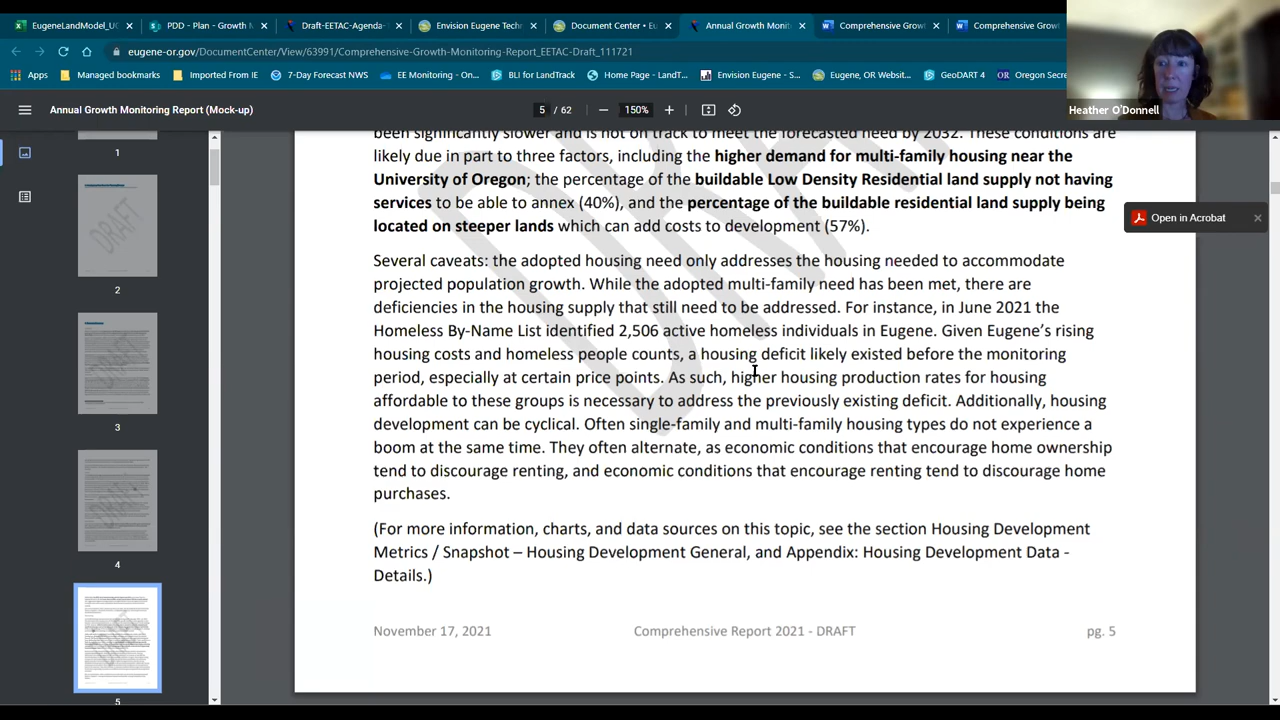 EugeneLandModel_UG
PDD - Plan - Growth M
Draft-EETAC-Agenda-
Envision Eugene Techn
Document Center • Eu
Annual Growth Monito
Comprehensive Growth
Comprehensive Growt
eugene-or.gov/DocumentCenter/View/63991/Comprehensive-Growth-Monitoring-Report_EETAC-Draft_111721
Apps
Managed bookmarks
Imported From IE
7-Day Forecast NWS
EE Monitoring - On...
BLI for LandTrack
Home Page - LandT...
Envision Eugene - S...
Eugene, OR Website...
GeoDART 4
Oregon Secre
Heather O'Donnell
Annual Growth Monitoring Report (Mock-up)
5 / 62
150%
Open in Acrobat
1
2
3
4
5
DRAFT
been significantly slower and is not on track to meet the forecasted need by 2032. These conditions are
likely due in part to three factors, including the higher demand for multi-family housing near the
University of Oregon; the percentage of the buildable Low Density Residential land supply not having
services to be able to annex (40%), and the percentage of the buildable residential land supply being
located on steeper lands which can add costs to development (57%).
Several caveats: the adopted housing need only addresses the housing needed to accommodate
projected population growth. While the adopted multi-family need has been met, there are
deficiencies in the housing supply that still need to be addressed. For instance, in June 2021 the
Homeless By-Name List identified 2,506 active homeless individuals in Eugene. Given Eugene’s rising
housing costs and homeless people counts, a housing deficit likely existed before the monitoring
period, especially at certain price points. As such, higher housing production rates for housing
affordable to these groups is necessary to address the previously existing deficit. Additionally, housing
development can be cyclical. Often single-family and multi-family housing types do not experience a
boom at the same time. They often alternate, as economic conditions that encourage home ownership
tend to discourage renting, and economic conditions that encourage renting tend to discourage home
purchases.
(For more information, charts, and data sources on this topic, see the section Housing Development
Metrics / Snapshot – Housing Development General, and Appendix: Housing Development Data -
Details.)
November 17, 2021
Comprehensive Report 2021 - DRAFT
pg. 5